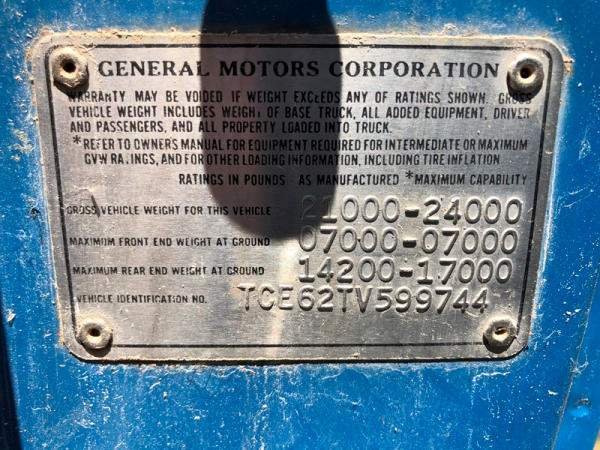 GENERAL MOTORS CORPORATION
WARRANTY MAY BE VOIDED IF WEIGHT EXCEEDS ANY OF RATINGS SHOWN. GROSS
VEHICLE WEIGHT INCLUDES WEIGHT OF BASE TRUCK, ALL ADDED EQUIPMENT, DRIVER
AND PASSENGERS, AND ALL PROPERTY LOADED INTO TRUCK.
*REFER TO OWNERS MANUAL FOR EQUIPMENT REQUIRED FOR INTERMEDIATE OR MAXIMUM
GVW RATINGS, AND FOR OTHER LOADING INFORMATION, INCLUDING TIRE INFLATION
RATINGS IN POUNDS AS MANUFACTURED *MAXIMUM CAPABILITY
GROSS VEHICLE WEIGHT FOR THIS VEHICLE 21000-24000
MAXIMUM FRONT END WEIGHT AT GROUND 07000-07000
MAXIMUM REAR END WEIGHT AT GROUND 14200-17000
VEHICLE IDENTIFICATION NO. TCE62TV599744